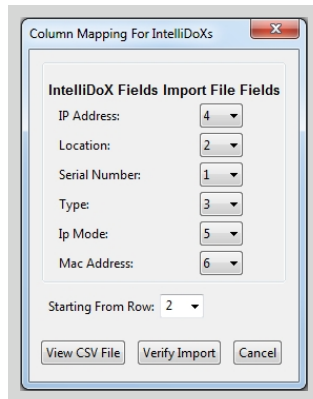 Column Mapping For IntelliDoXs
IntelliDoX Fields Import File Fields
IP Address: 4
Location: 2
Serial Number: 1
Type: 3
Ip Mode: 5
Mac Address: 6
Starting From Row: 2
View CSV File Verify Import Cancel